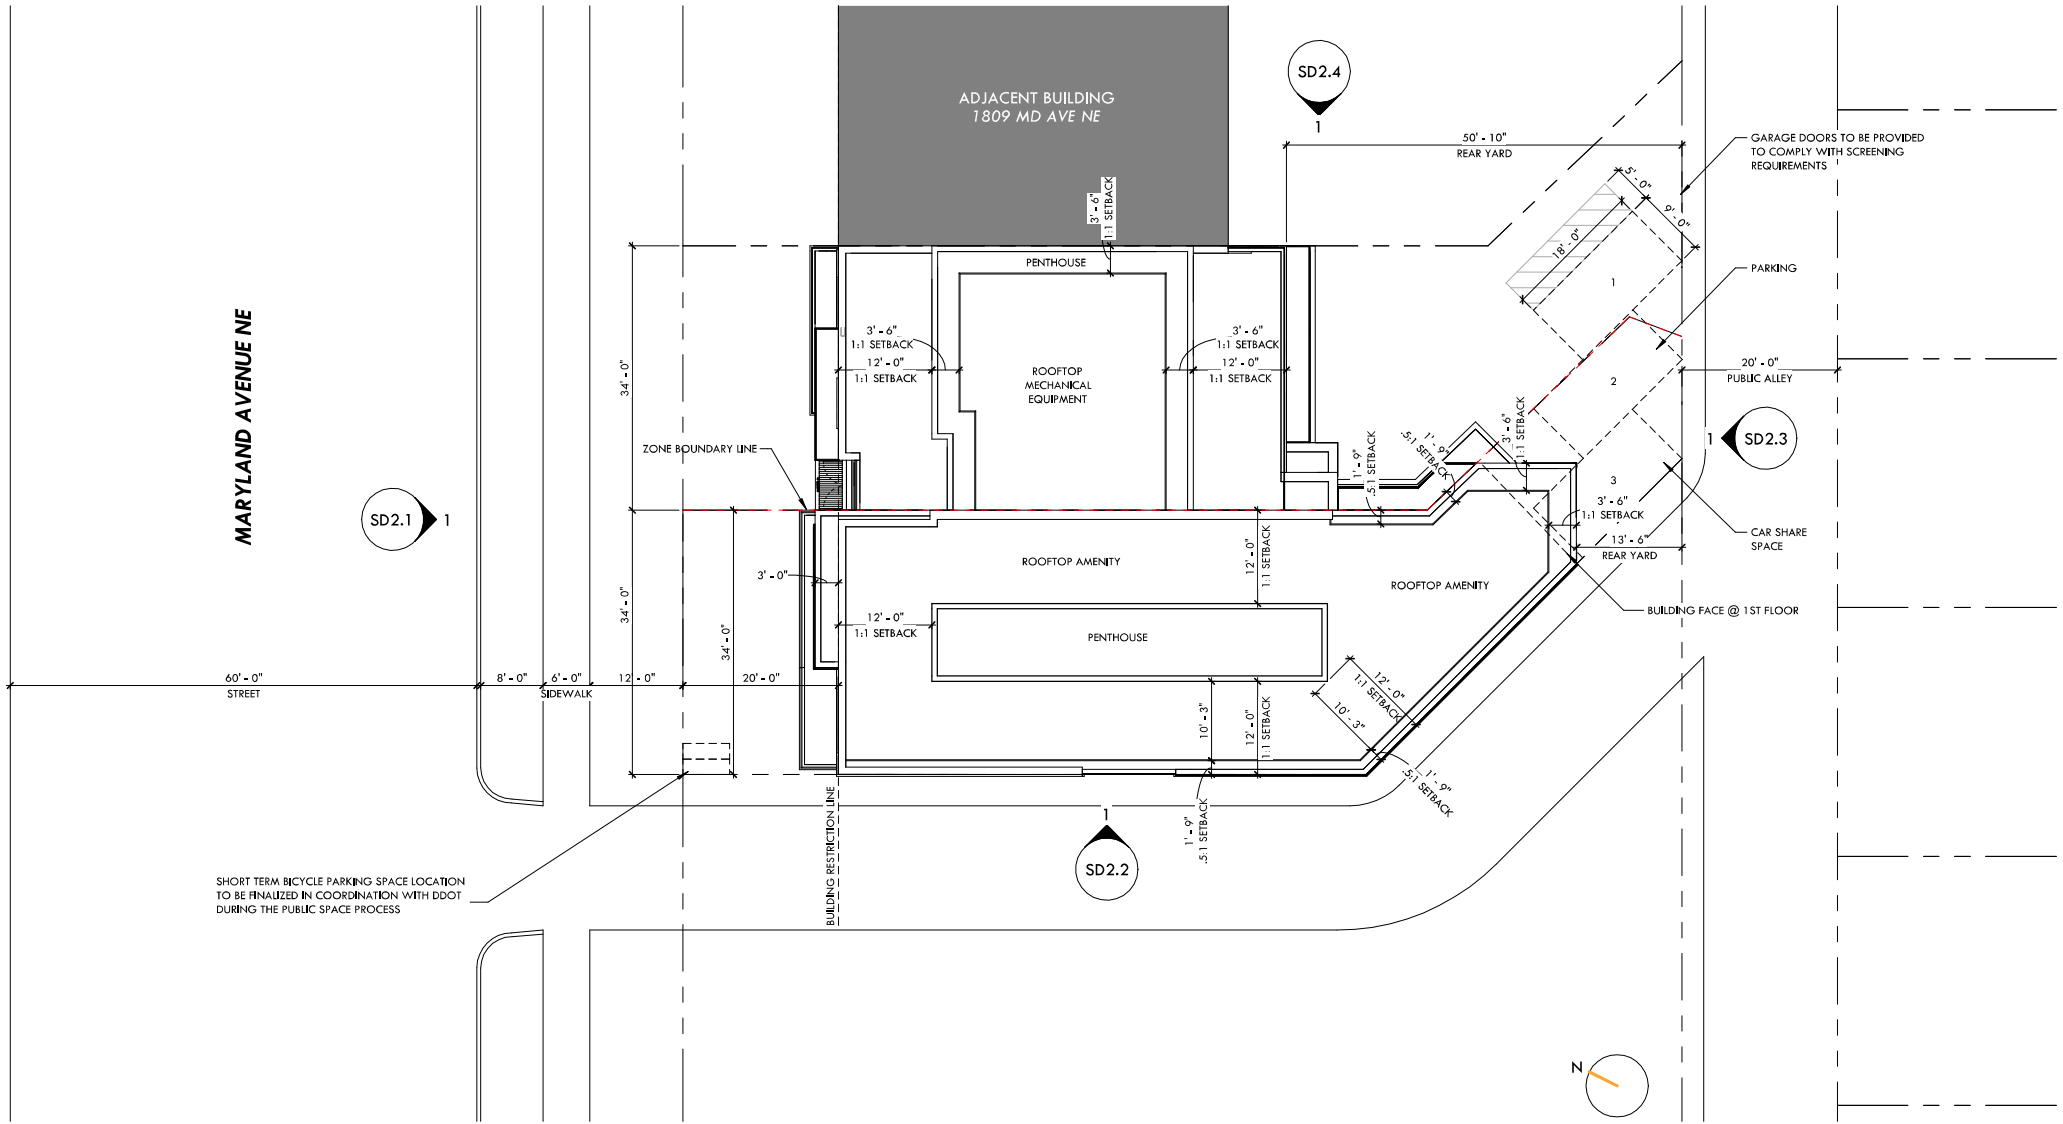 SD2.4
1
ADJACENT BUILDING
1809 MD AVE NE
50' - 10"
REAR YARD
GARAGE DOORS TO BE PROVIDED
TO COMPLY WITH SCREENING
REQUIREMENTS
5' - 0"
9' - 0"
18' - 0"
3' - 6"
1:1 SETBACK
PENTHOUSE
PARKING
1
MARYLAND AVENUE NE
34' - 0"
3' - 6"
1:1 SETBACK
12' - 0"
1:1 SETBACK
ROOFTOP
MECHANICAL
EQUIPMENT
3' - 6"
1:1 SETBACK
12' - 0"
1:1 SETBACK
2
20' - 0"
PUBLIC ALLEY
ZONE BOUNDARY LINE
1' - 9"
.5:1 SETBACK
1' - 9"
.5:1 SETBACK
3' - 6"
1:1 SETBACK
1
SD2.3
SD2.1
1
3
3' - 6"
1:1 SETBACK
13' - 6"
REAR YARD
CAR SHARE
SPACE
ROOFTOP AMENITY
12' - 0"
1:1 SETBACK
ROOFTOP AMENITY
3' - 0"
34' - 0"
34' - 0"
12' - 0"
1:1 SETBACK
PENTHOUSE
BUILDING FACE @ 1ST FLOOR
60' - 0"
STREET
8' - 0"
6' - 0"
SIDEWALK
12' - 0"
20' - 0"
12' - 0"
1:1 SETBACK
10' - 3"
10' - 3"
12' - 0"
1:1 SETBACK
1' - 9"
.5:1 SETBACK
1' - 9"
.5:1 SETBACK
BUILDING RESTRICTION LINE
1
SD2.2
SHORT TERM BICYCLE PARKING SPACE LOCATION
TO BE FINALIZED IN COORDINATION WITH DDOT
DURING THE PUBLIC SPACE PROCESS
N